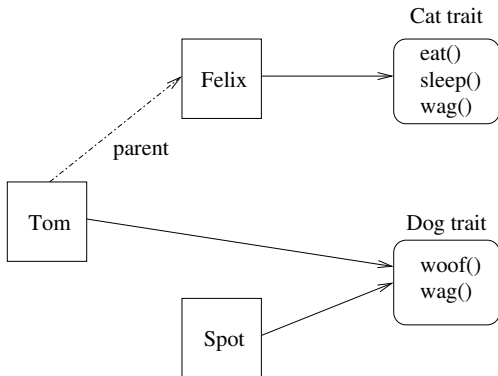 Cat trait
eat()
sleep()
wag()
Felix
parent
Tom
Dog trait
woof()
wag()
Spot